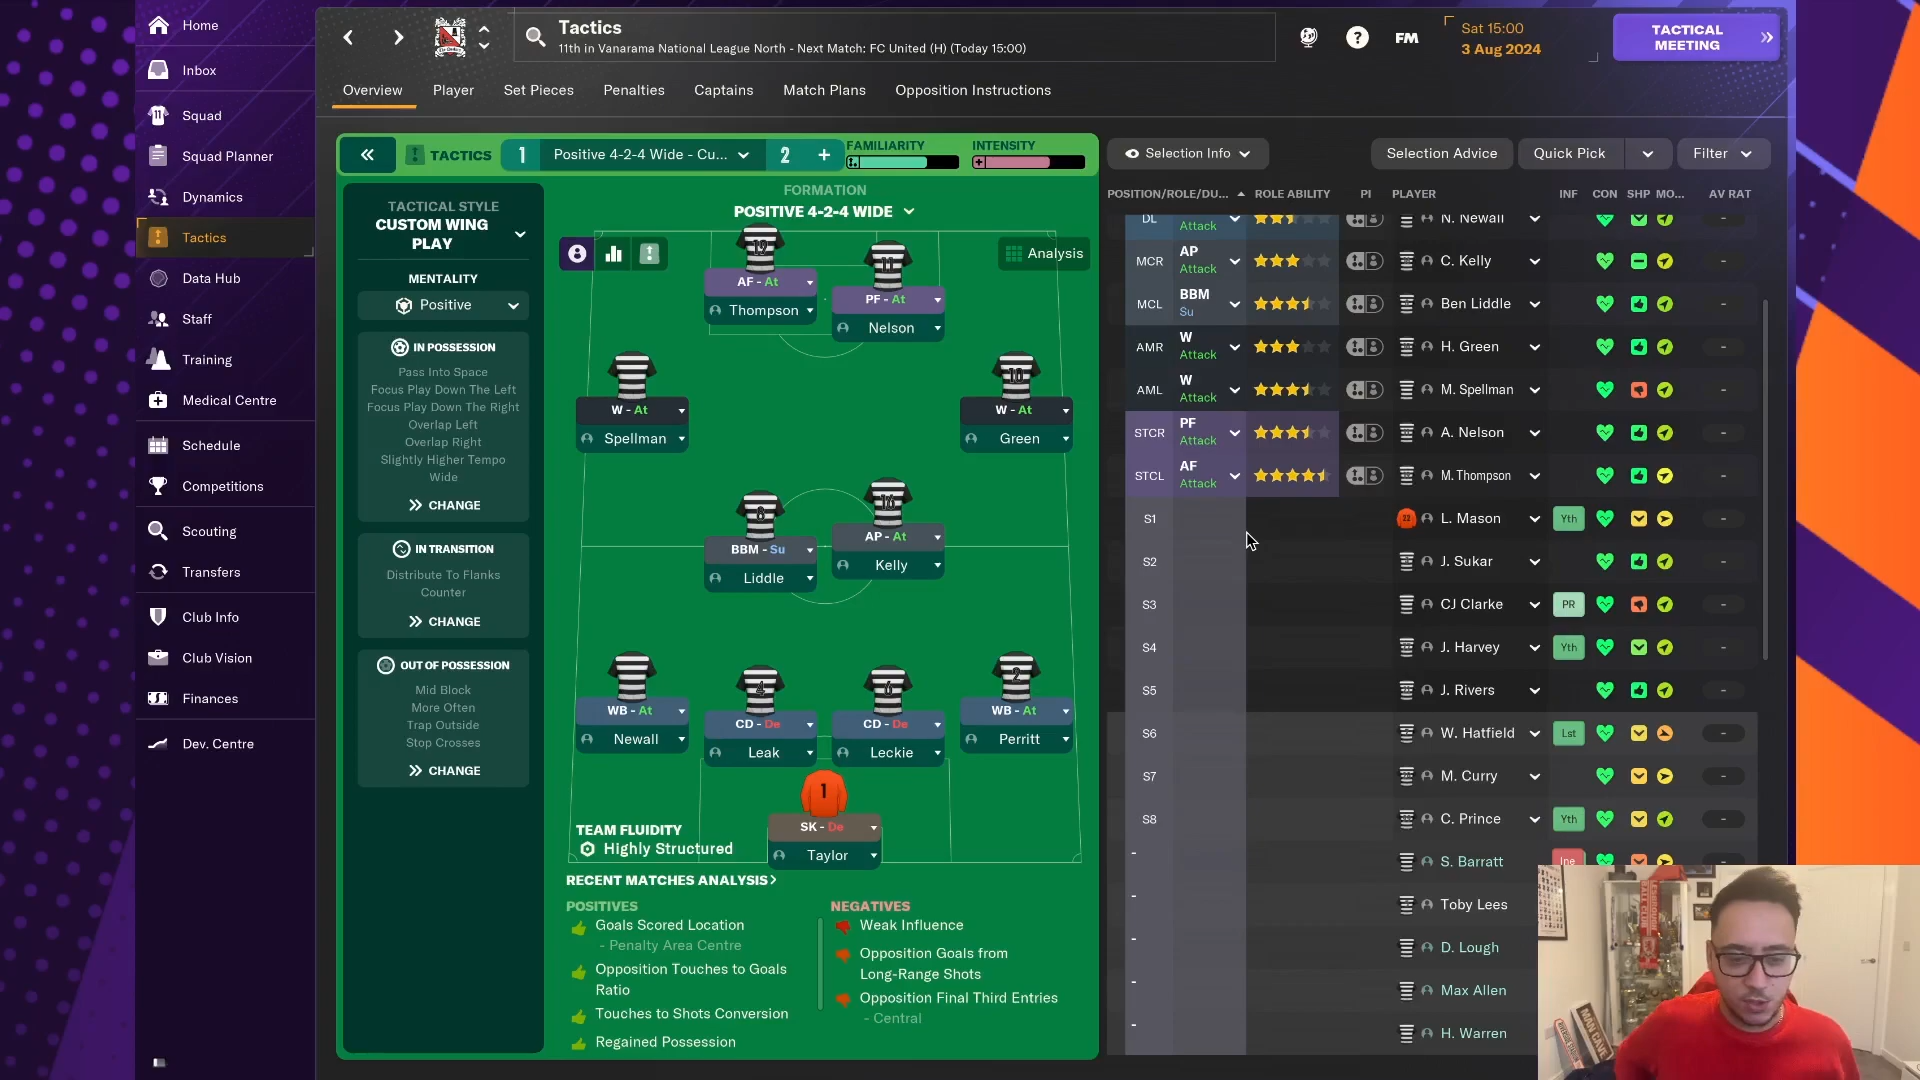 Home
Inbox
Squad
Squad Planner
Dynamics
Tactics
Data Hub
Staff
Training
Medical Centre
Schedule
Competitions
Scouting
Transfers
Club Info
Club Vision
Finances
Dev. Centre
Tactics
11th in Vanarama National League North - Next Match: FC United (H) (Today 15:00)
FM
Sat 15:00
3 Aug 2024
TACTICAL MEETING
Overview
Player
Set Pieces
Penalties
Captains
Match Plans
Opposition Instructions
TACTICS
1
Positive 4-2-4 Wide - Cu...
2
FAMILIARITY
INTENSITY
TACTICAL STYLE
CUSTOM WING PLAY
MENTALITY
Positive
IN POSSESSION
Pass Into Space
Focus Play Down The Left
Focus Play Down The Right
Overlap Left
Overlap Right
Slightly Higher Tempo
Wide
CHANGE
IN TRANSITION
Distribute To Flanks
Counter
CHANGE
OUT OF POSSESSION
Mid Block
More Often
Trap Outside
Stop Crosses
CHANGE
FORMATION
POSITIVE 4-2-4 WIDE
Analysis
19
AF - At
Thompson
11
PF - At
Nelson
W - At
Spellman
10
W - At
Green
8
BBM - Su
Liddle
AP - At
Kelly
WB - At
Newall
4
CD - De
Leak
6
CD - De
Leckie
2
WB - At
Perritt
1
SK - De
Taylor
TEAM FLUIDITY
Highly Structured
RECENT MATCHES ANALYSIS
POSITIVES
Goals Scored Location
- Penalty Area Centre
Opposition Touches to Goals Ratio
Touches to Shots Conversion
Regained Possession
NEGATIVES
Weak Influence
Opposition Goals from Long-Range Shots
Opposition Final Third Entries
- Central
Selection Info
Selection Advice
Quick Pick
Filter
POSITION/ROLE/DU...
ROLE ABILITY
PI
PLAYER
INF
CON
SHP
MO...
AV RAT
DL Attack N. Newall -
MCR AP Attack C. Kelly -
MCL BBM Su Ben Liddle -
AMR W Attack H. Green -
AML W Attack M. Spellman -
STCR PF Attack A. Nelson -
STCL AF Attack M. Thompson -
S1 22 L. Mason Yth -
S2 J. Sukar -
S3 CJ Clarke PR -
S4 J. Harvey Yth -
S5 J. Rivers -
S6 W. Hatfield Lst -
S7 M. Curry -
S8 C. Prince Yth -
- S. Barratt Ine -
- Toby Lees
- D. Lough
- Max Allen
- H. Warren
MAN CAVE